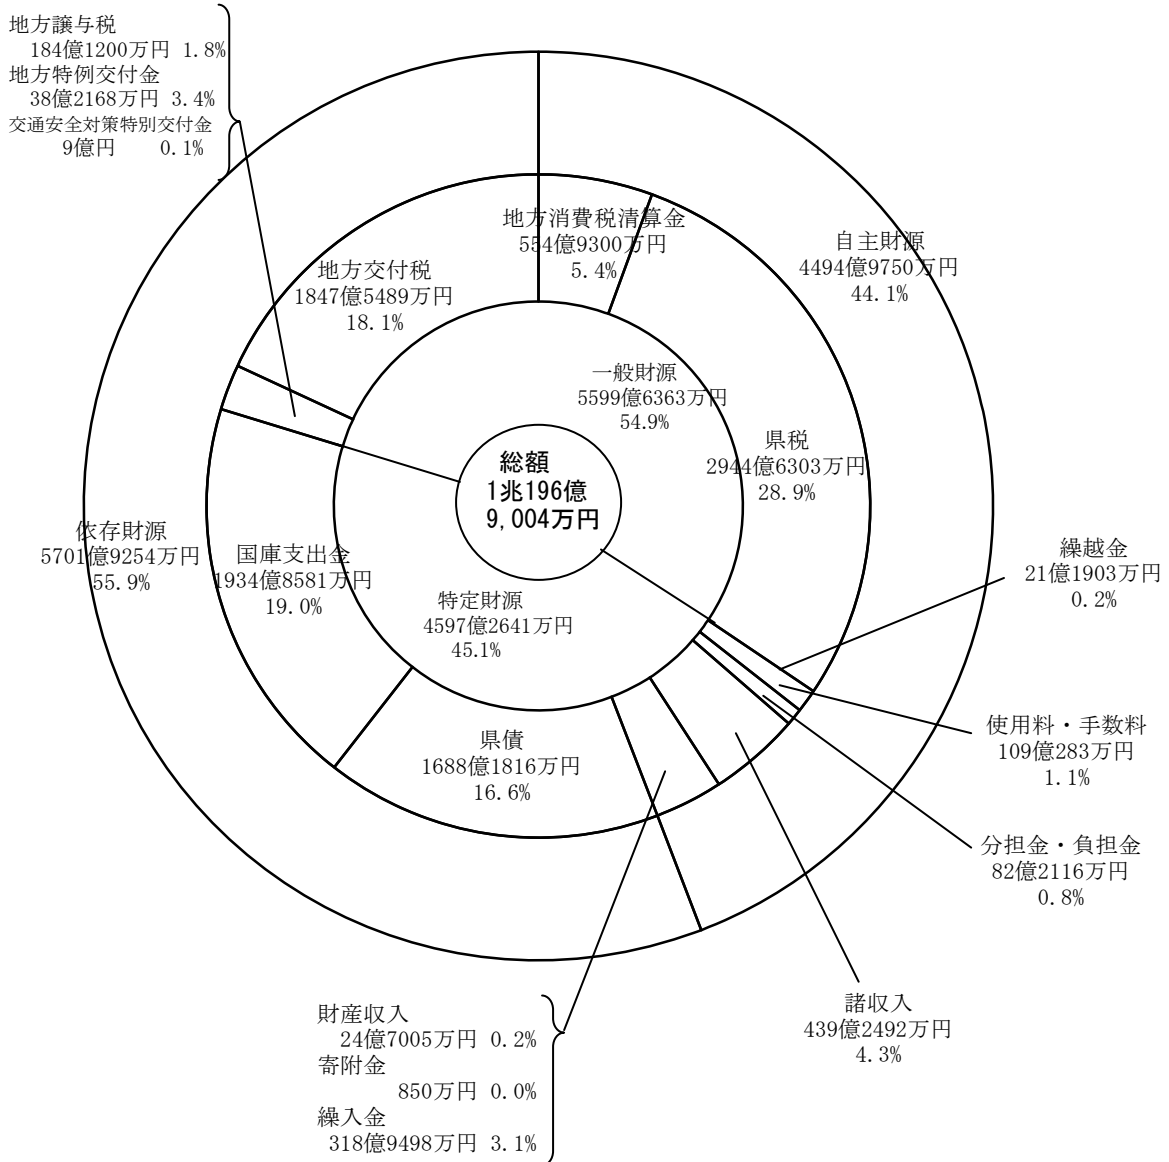 地方譲与税
184億1200万円 1.8%
地方特例交付金
38億2168万円 3.4%
交通安全対策特別交付金
9億円 0.1%
地方消費税清算金
554億9300万円
5.4%
自主財源
4494億9750万円
44.1%
地方交付税
1847億5489万円
18.1%
一般財源
5599億6363万円
54.9%
県税
2944億6303万円
28.9%
総額
1兆196億
9,004万円
依存財源
5701億9254万円
55.9%
国庫支出金
1934億8581万円
19.0%
特定財源
4597億2641万円
45.1%
繰越金
21億1903万円
0.2%
県債
1688億1816万円
16.6%
使用料・手数料
109億283万円
1.1%
分担金・負担金
82億2116万円
0.8%
諸収入
439億2492万円
4.3%
財産収入
24億7005万円 0.2%
寄附金
850万円 0.0%
繰入金
318億9498万円 3.1%